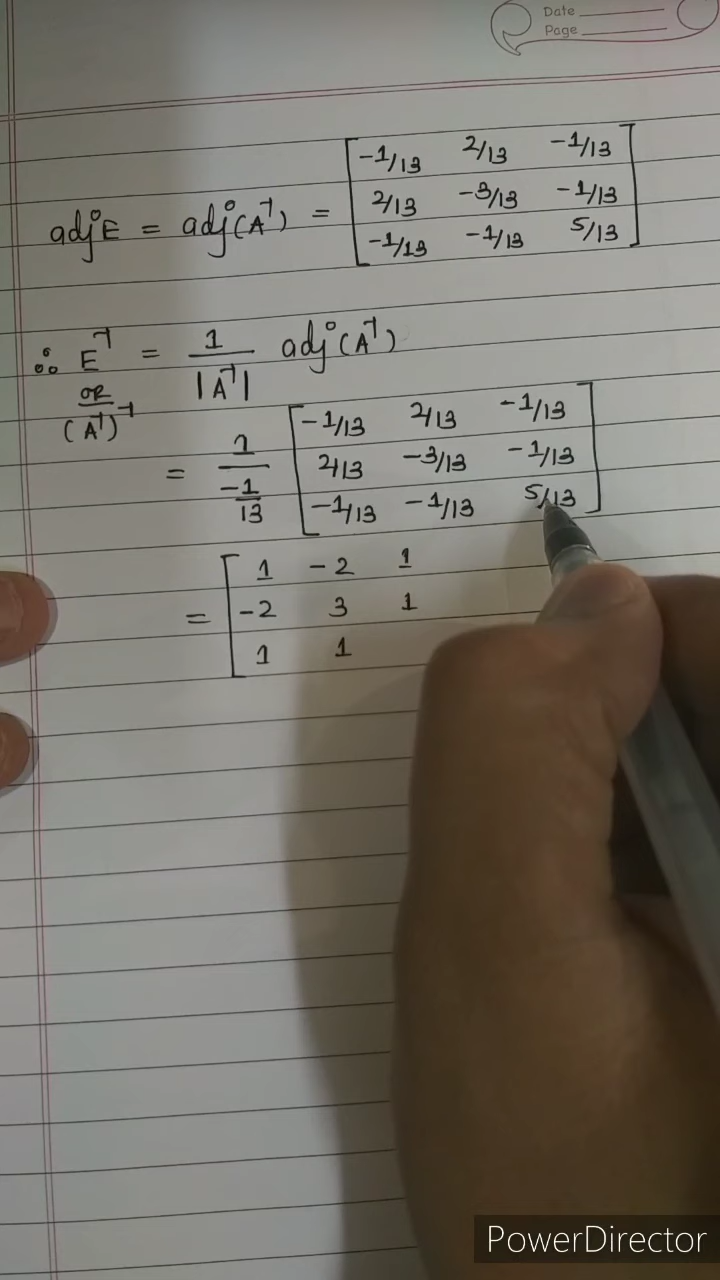 Date
Page
adj E = adj(A⁻¹) = [ -1/13 2/13 -1/13
2/13 -3/13 -1/13
-1/13 -1/13 5/13 ]
∴ E⁻¹ = 1/|A⁻¹| adj(A⁻¹)
OR
(A⁻¹)⁻¹
= 1/(-1/13) [ -1/13 2/13 -1/13
2/13 -3/13 -1/13
-1/13 -1/13 5/13 ]
= [ 1 -2 1
-2 3 1
1 1
PowerDirector